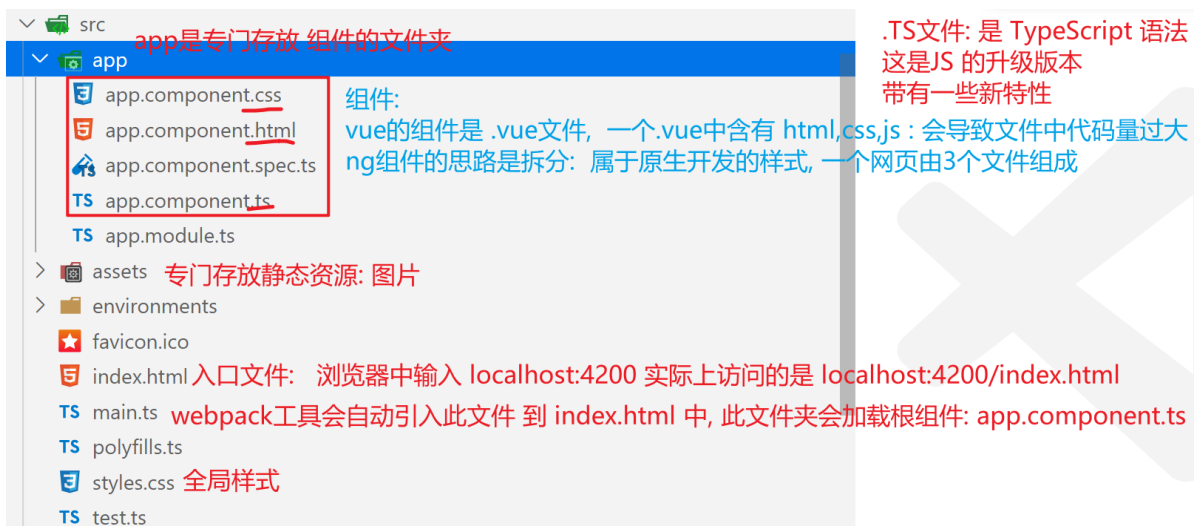 src
app是专门存放 组件的文件夹
.TS文件: 是 TypeScript 语法
app
这是JS 的升级版本
带有一些新特性
app.component.css
组件:
app.component.html
vue的组件是 .vue文件, 一个.vue中含有 html,css,js : 会导致文件中代码量过大
app.component.spec.ts
ng组件的思路是拆分: 属于原生开发的样式, 一个网页由3个文件组成
TS app.component.ts
TS app.module.ts
assets 专门存放静态资源: 图片
environments
favicon.ico
index.html 入口文件: 浏览器中输入 localhost:4200 实际上访问的是 localhost:4200/index.html
TS main.ts webpack工具会自动引入此文件 到 index.html 中, 此文件夹会加载根组件: app.component.ts
TS polyfills.ts
styles.css 全局样式
TS test.ts